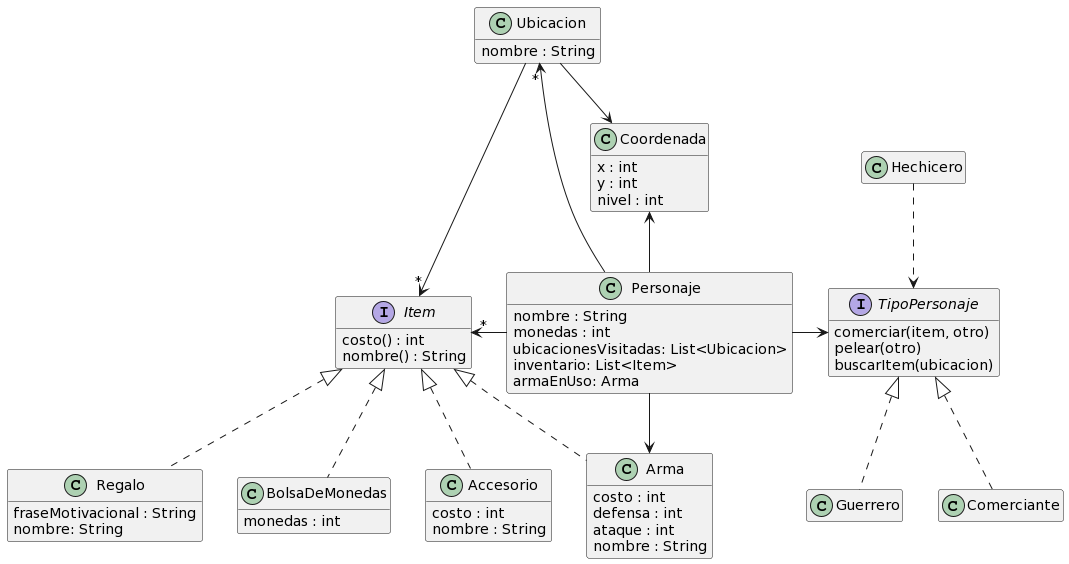 C Ubicacion
nombre : String
*
C Coordenada
x : int
y : int
nivel : int
C Hechicero
*
I Item
costo() : int
nombre() : String
*
C Personaje
nombre : String
monedas : int
ubicacionesVisitadas: List<Ubicacion>
inventario: List<Item>
armaEnUso: Arma
I TipoPersonaje
comerciar(item, otro)
pelear(otro)
buscarItem(ubicacion)
C Regalo
fraseMotivacional : String
nombre: String
C BolsaDeMonedas
monedas : int
C Accesorio
costo : int
nombre : String
C Arma
costo : int
defensa : int
ataque : int
nombre : String
C Guerrero
C Comerciante